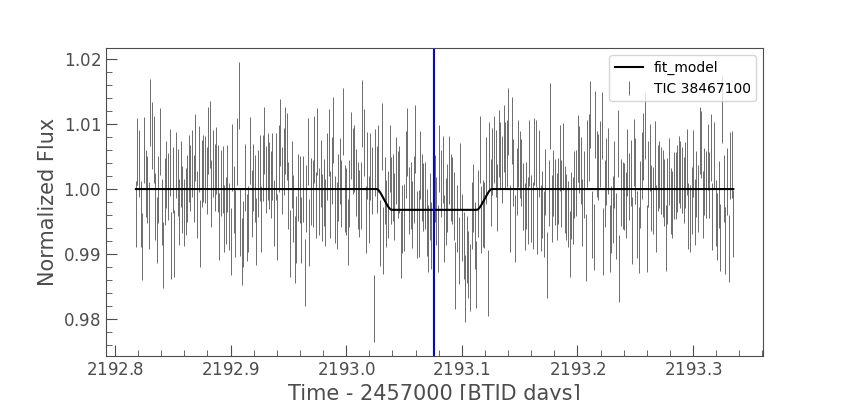 1.02
1.01
1.00
0.99
0.98
Normalized Flux
fit_model
TIC 38467100
2192.8 2192.9 2193.0 2193.1 2193.2 2193.3
Time - 2457000 [BTJD days]